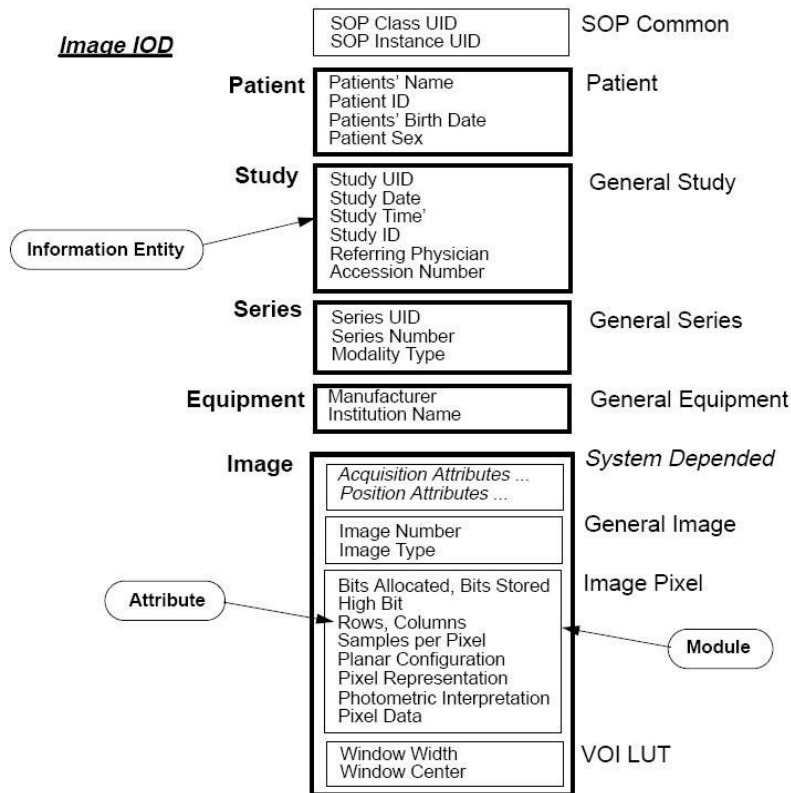 Image IOD
SOP Class UID
SOP Instance UID
SOP Common
Patient
Patients' Name
Patient ID
Patients' Birth Date
Patient Sex
Patient
Study
Study UID
Study Date
Study Time'
Study ID
Referring Physician
Accession Number
General Study
Information Entity
Series
Series UID
Series Number
Modality Type
General Series
Equipment
Manufacturer
Institution Name
General Equipment
Image
Acquisition Attributes ...
Position Attributes ...
System Depended
Image Number
Image Type
General Image
Bits Allocated, Bits Stored
High Bit
Rows, Columns
Samples per Pixel
Planar Configuration
Pixel Representation
Photometric Interpretation
Pixel Data
Image Pixel
Attribute
Module
Window Width
Window Center
VOI LUT